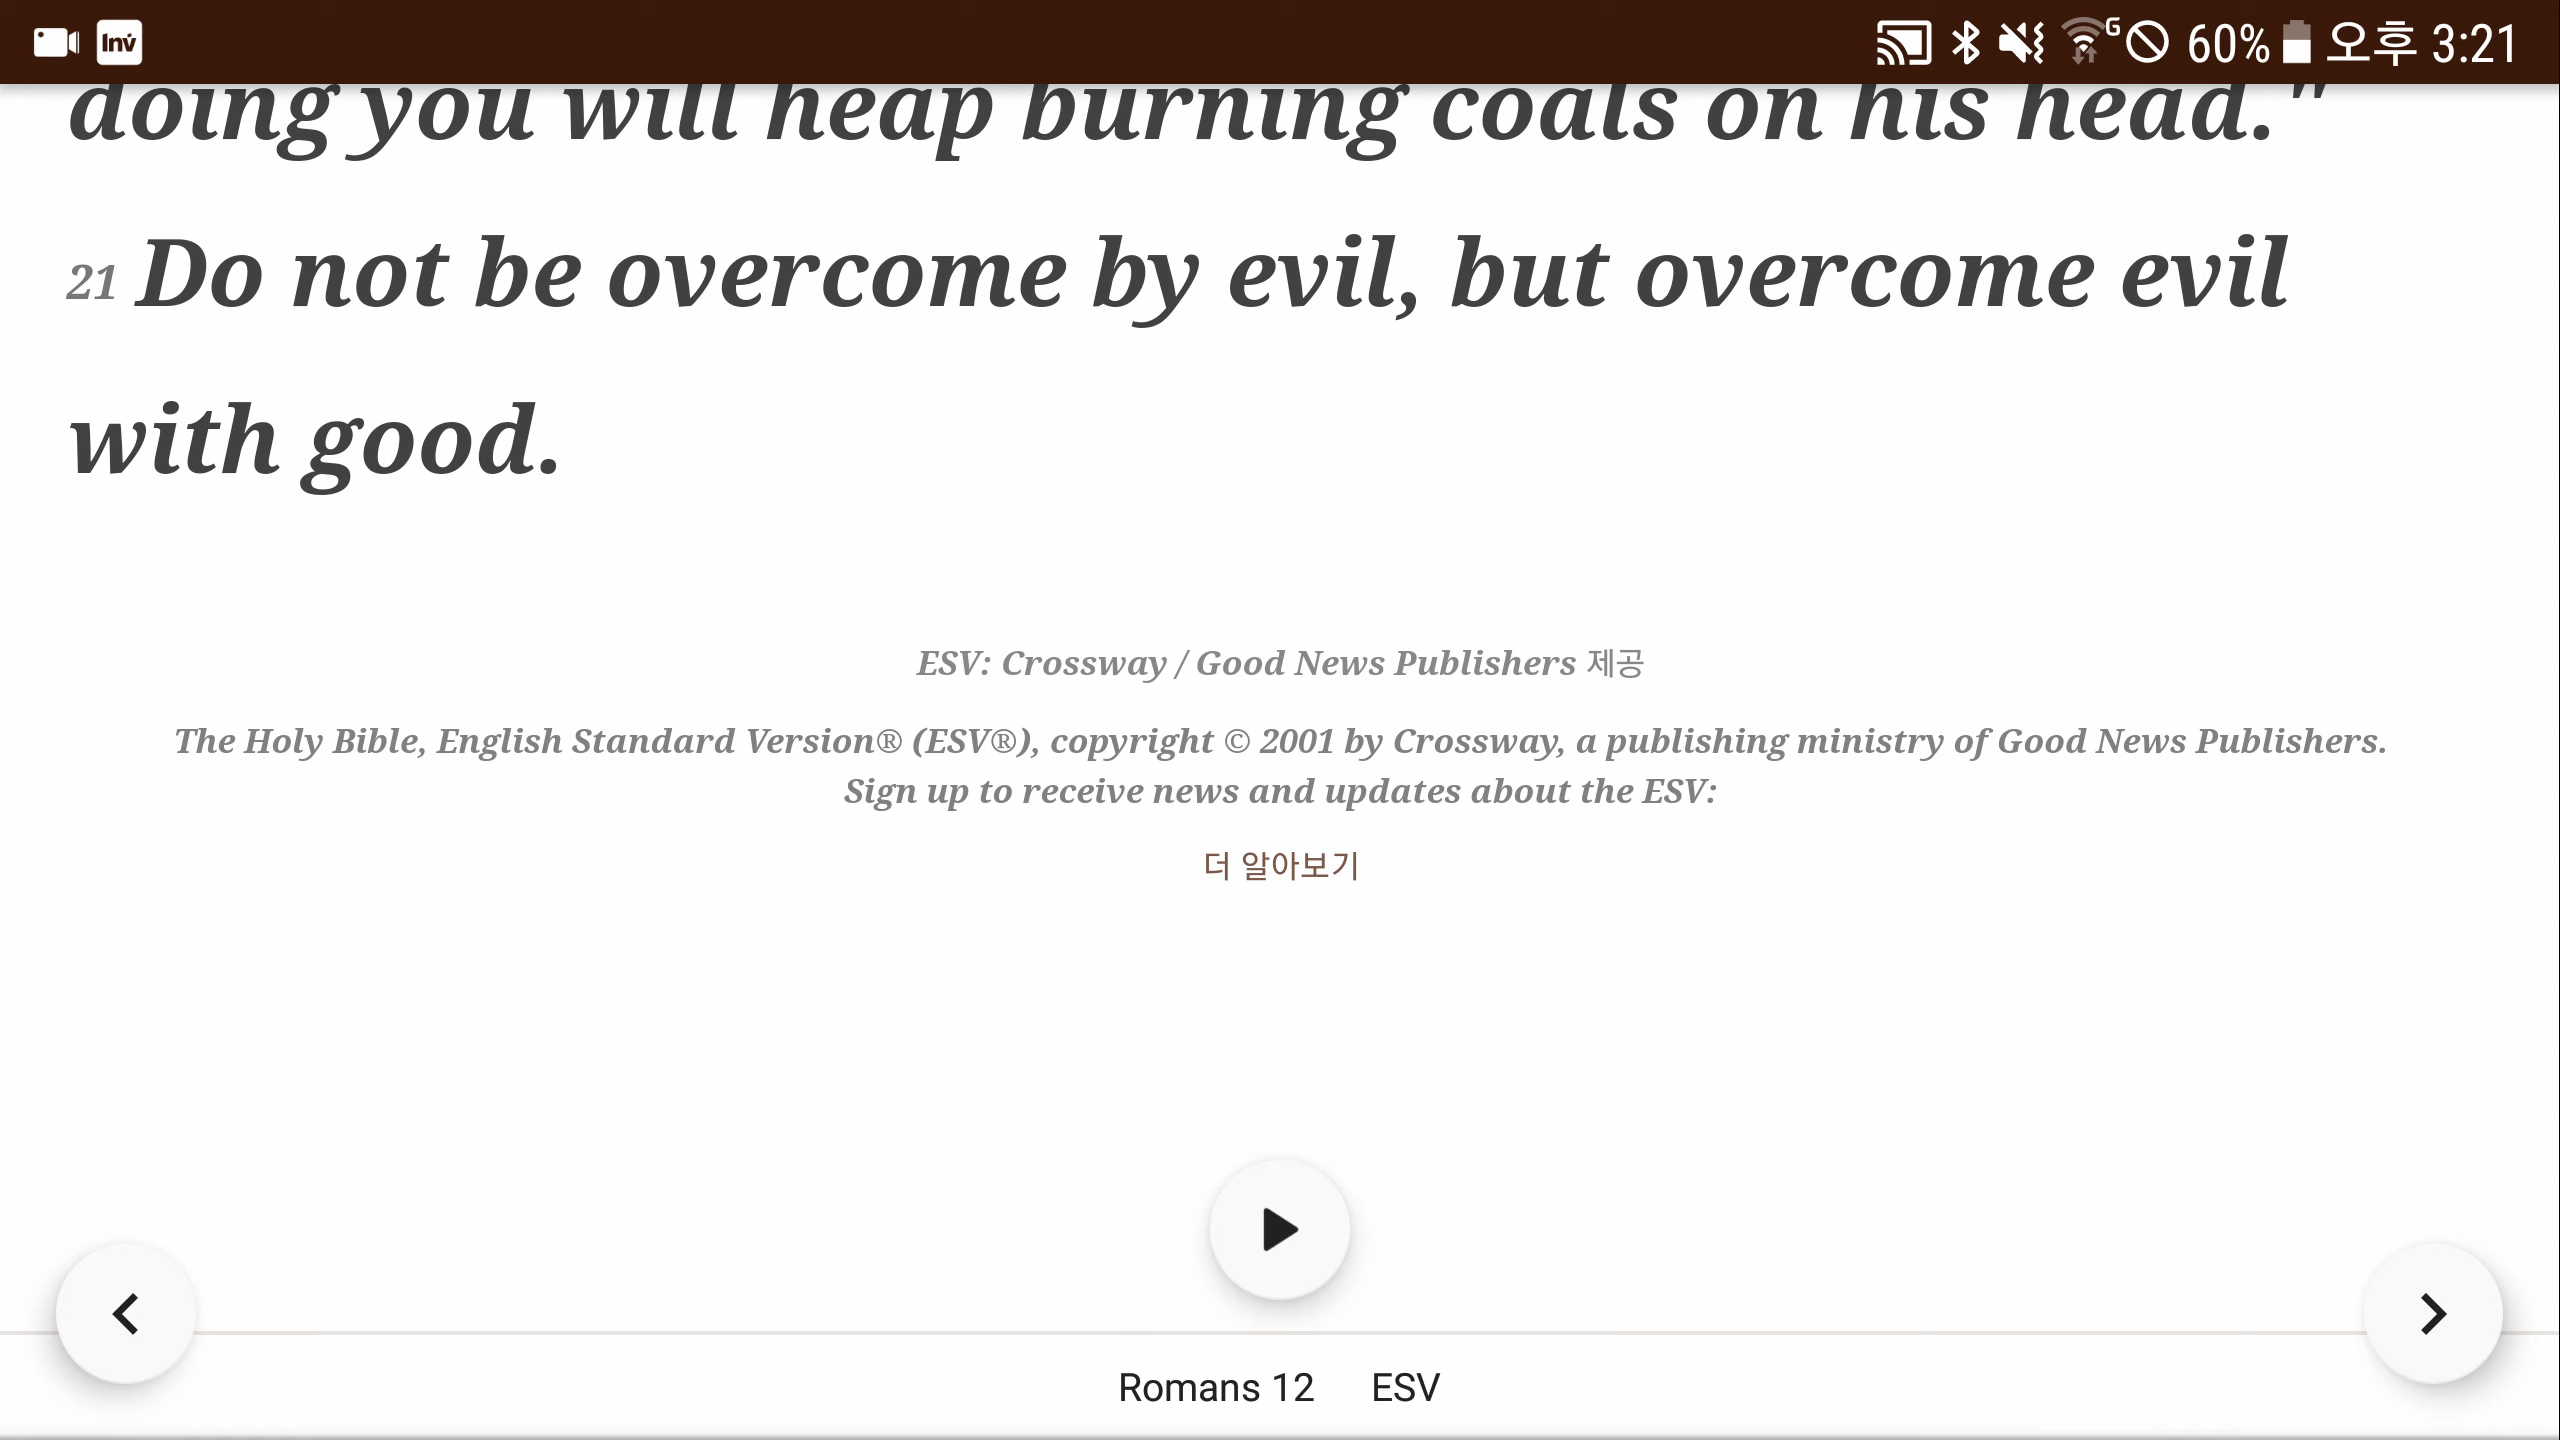 Inv
G 60% 오후 3:21
doing you will heap burning coals on his head."
21 Do not be overcome by evil, but overcome evil
with good.
ESV: Crossway / Good News Publishers 제공
The Holy Bible, English Standard Version® (ESV®), copyright © 2001 by Crossway, a publishing ministry of Good News Publishers.
Sign up to receive news and updates about the ESV:
더 알아보기
Romans 12 ESV